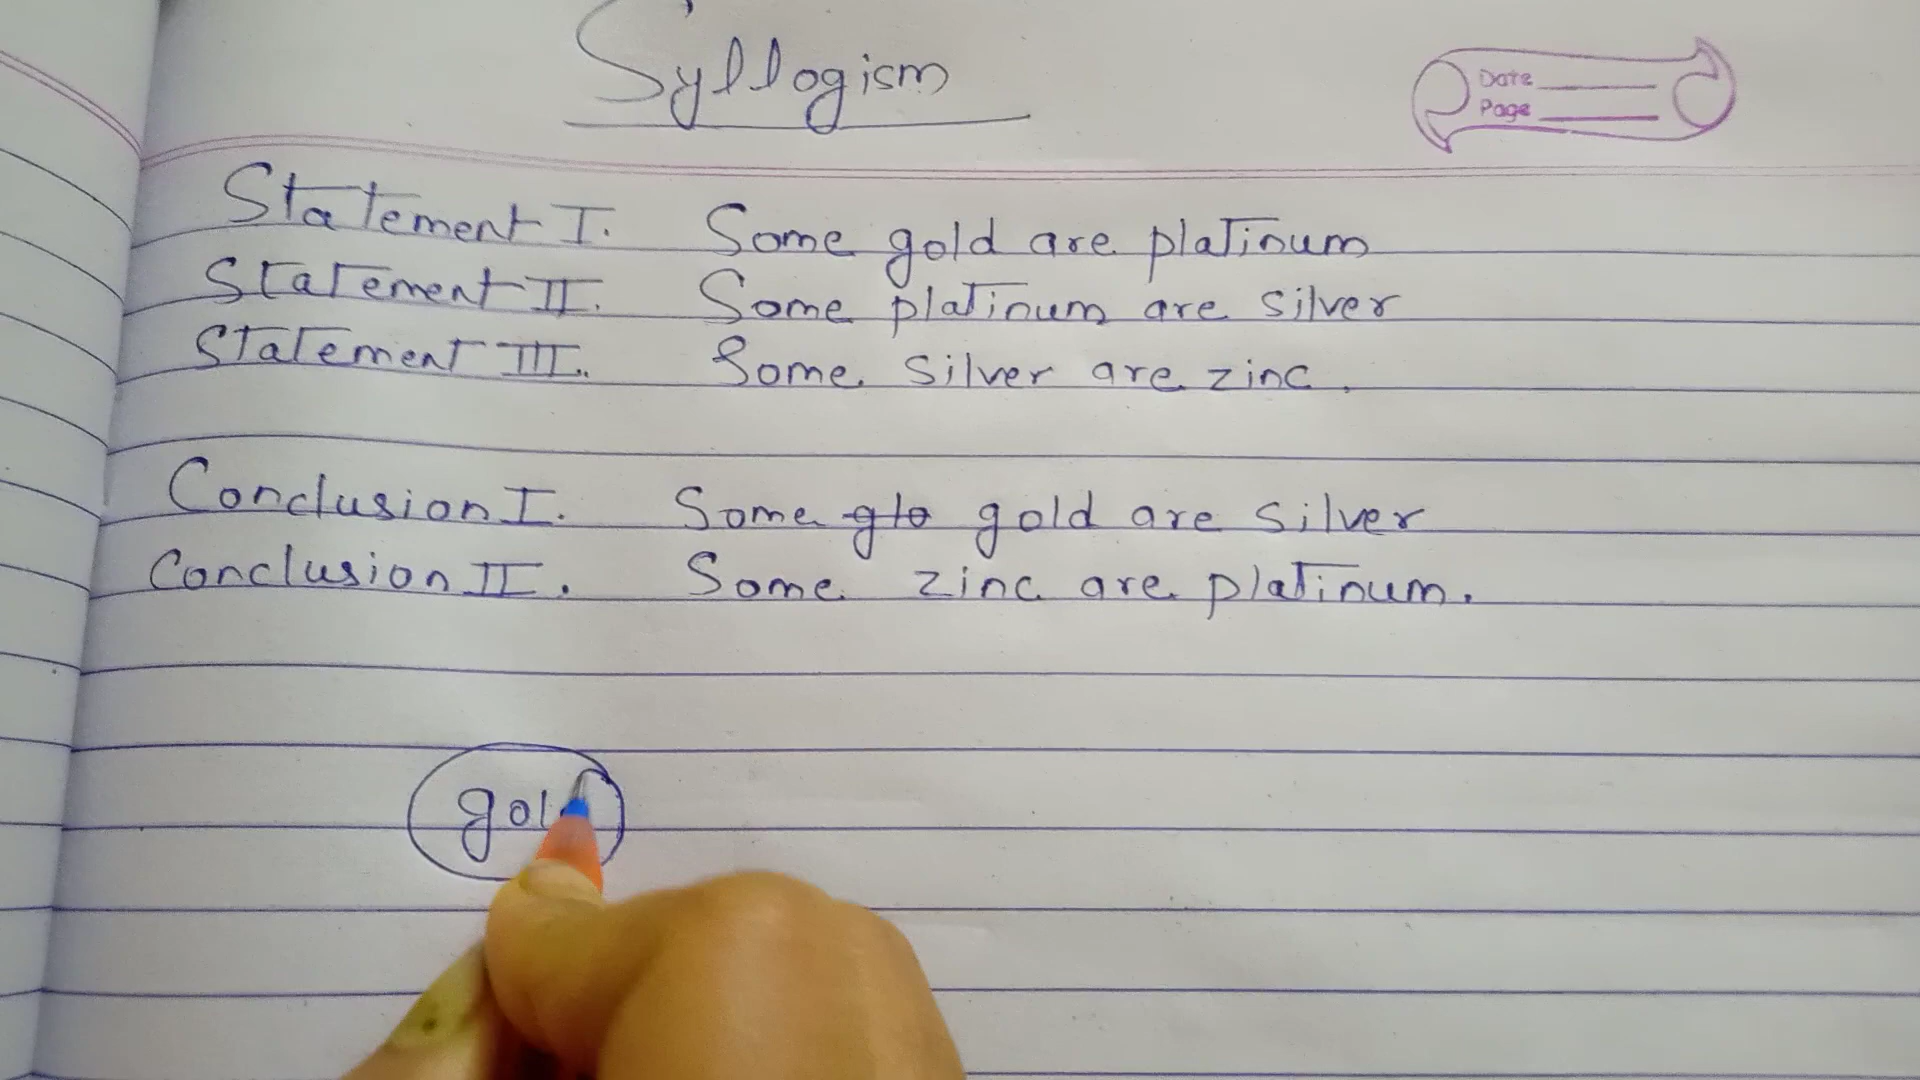 Syllogism
Date
Page
Statement I. Some gold are platinum
Statement II. Some platinum are silver
Statement III. Some silver are zinc.
Conclusion I. Some glo gold are silver
Conclusion II. Some zinc are platinum.
gol